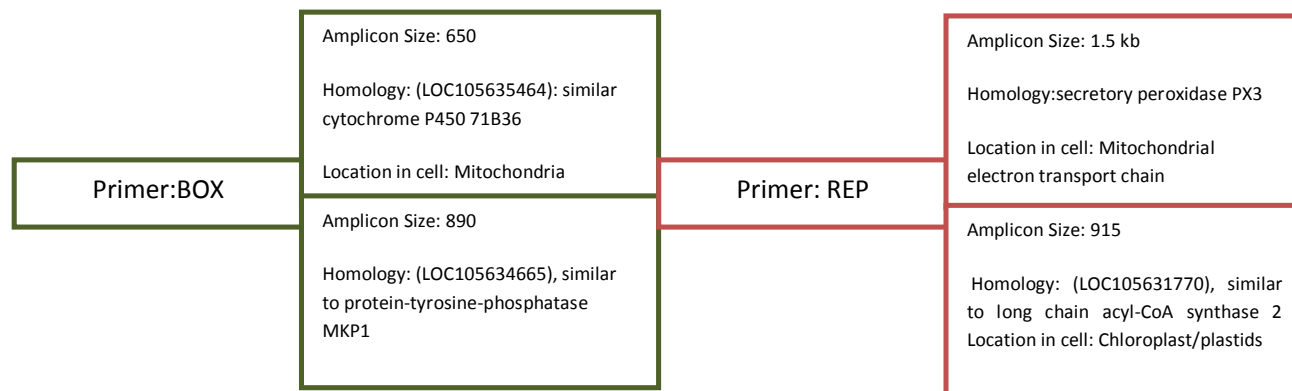 Primer:BOX
Amplicon Size: 650
Homology: (LOC105635464): similar
cytochrome P450 71B36
Location in cell: Mitochondria
Amplicon Size: 890
Homology: (LOC105634665), similar
to protein-tyrosine-phosphatase
MKP1
Primer: REP
Amplicon Size: 1.5 kb
Homology:secretory peroxidase PX3
Location in cell: Mitochondrial
electron transport chain
Amplicon Size: 915
Homology: (LOC105631770), similar
to long chain acyl-CoA synthase 2
Location in cell: Chloroplast/plastids